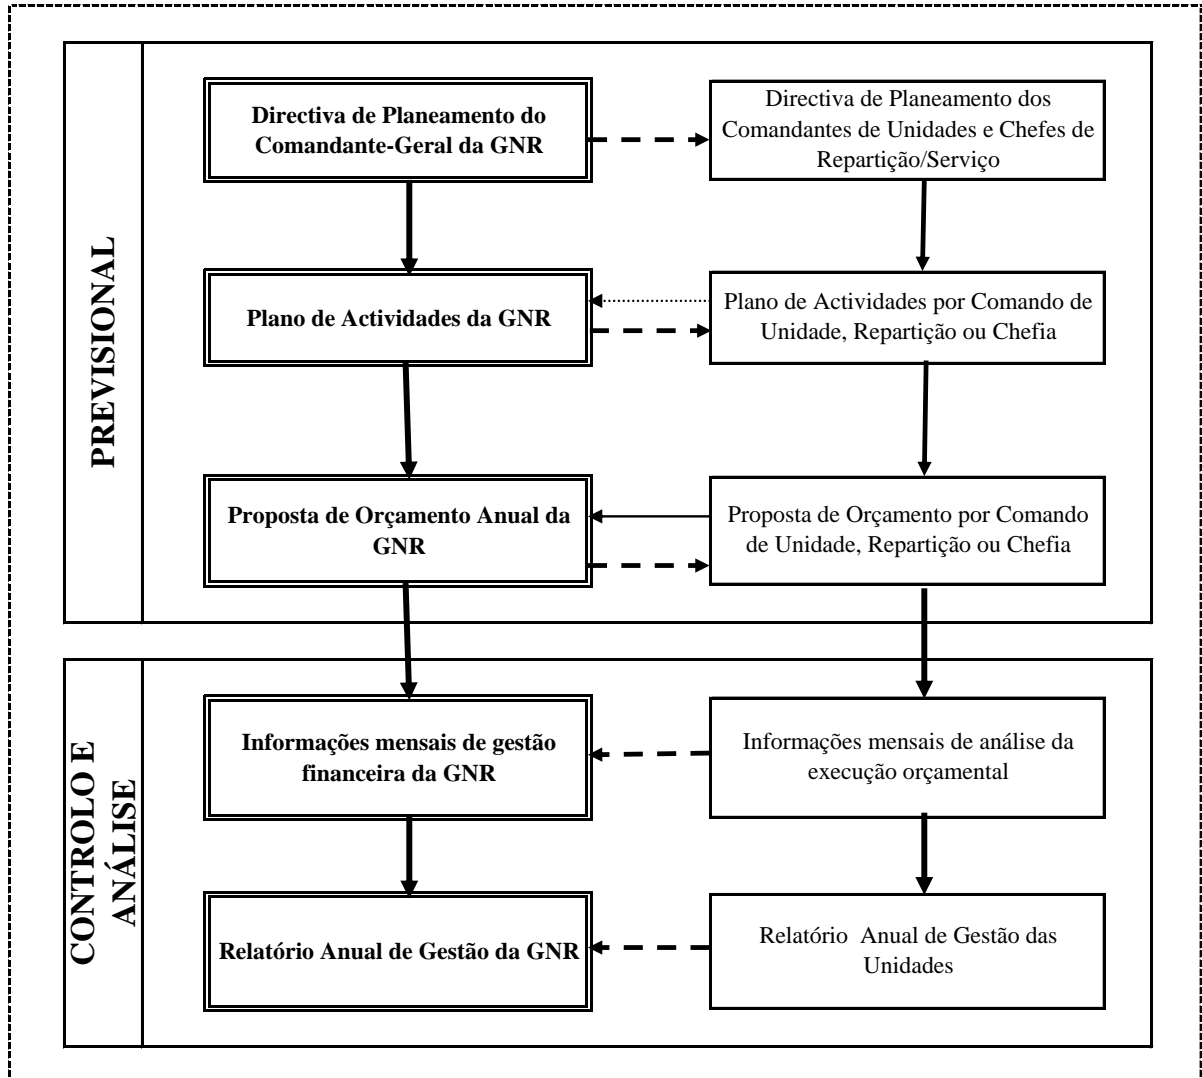 PREVISIONAL
Directiva de Planeamento do
Comandante-Geral da GNR
Directiva de Planeamento dos
Comandantes de Unidades e Chefes de
Repartição/Serviço
Plano de Actividades da GNR
Plano de Actividades por Comando de
Unidade, Repartição ou Chefia
Proposta de Orçamento Anual da
GNR
Proposta de Orçamento por Comando
de Unidade, Repartição ou Chefia
CONTROLO E
ANÁLISE
Informações mensais de gestão
financeira da GNR
Informações mensais de análise da
execução orçamental
Relatório Anual de Gestão da GNR
Relatório Anual de Gestão das
Unidades